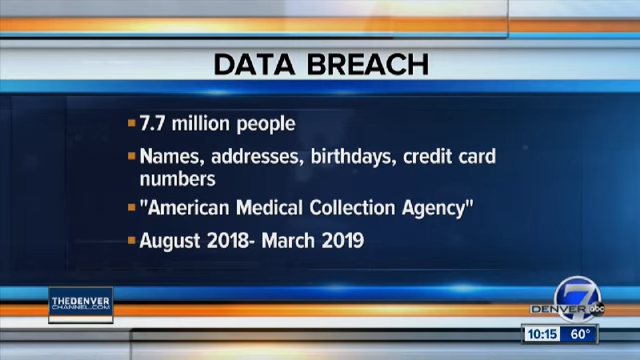 DATA BREACH
7.7 million people
Names, addresses, birthdays, credit card
numbers
"American Medical Collection Agency"
August 2018- March 2019
THEDENVER
CHANNEL.COM
7
DENVER abc
10:15 60°